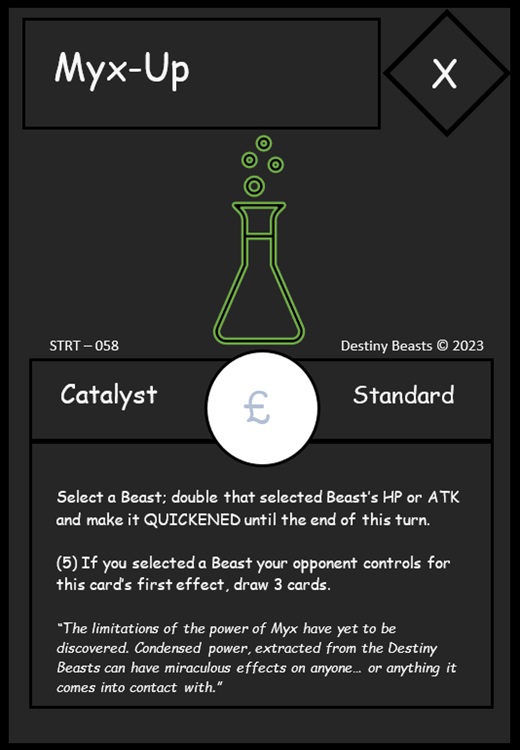 Myx-Up
X
STRT – 058
Destiny Beasts © 2023
Catalyst
£
Standard
Select a Beast; double that selected Beast's HP or ATK
and make it QUICKENED until the end of this turn.
(5) If you selected a Beast your opponent controls for
this card's first effect, draw 3 cards.
"The limitations of the power of Myx have yet to be
discovered. Condensed power, extracted from the Destiny
Beasts can have miraculous effects on anyone… or anything it
comes into contact with."